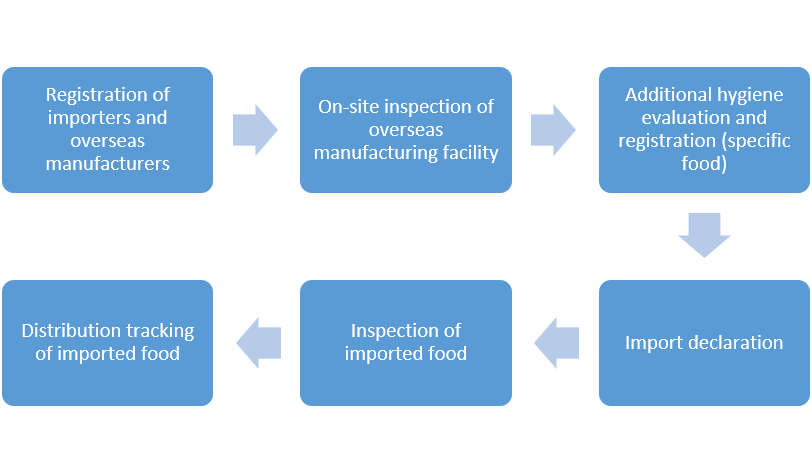 Registration of
importers and
overseas
manufacturers
On-site inspection of
overseas
manufacturing facility
Additional hygiene
evaluation and
registration (specific
food)
Import declaration
Inspection of
imported food
Distribution tracking
of imported food